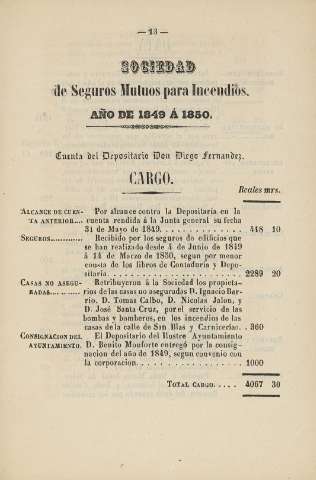 — 13 —
SOCIEDAD
de Seguros Mutuos para Incendios.
AÑO DE 1849 Á 1850.
Cuenta del Depositario Don Diego Fernandez.
CARGO.
Reales mrs.
ALCANCE DE CUEN- Por alcance contra la Depositaría en la
TA ANTERIOR.... cuenta rendida á la Junta general su fecha
31 de Mayo de 1849. . . . . . . . . . . . . . . . 448 10
SEGUROS............ Recibido por los seguros de edificios que
se han realizado desde 4 de Junio de 1849
á 14 de Marzo de 1850, segun por menor
consta de los libros de Contaduría y Depo-
sitaría. . . . . . . . . . . . . . . . . . . . . . . . . 2289 20
CASAS NO ASEGU- Retribuyeron á la Sociedad los propieta-
RADAS............... rios de las casas no aseguradas D. Ignacio Bar-
rio, D. Tomas Calbo, D. Nicolas Jalon, y
D. José Santa Cruz, por el servicio de las
bombas y bomberos, en los incendios de las
casas de la calle de San Blas y Carnicerías. . 360
CONSIGNACION DEL El Depositario del Ilustre Ayuntamiento
AYUNTAMIENTO. D. Benito Monforte entregó por la consig-
nacion del año de 1849, segun convenio con
la corporacion. . . . . . . . . . . . . . . . . . . . 1000
TOTAL CARGO. . . . . 4067 30